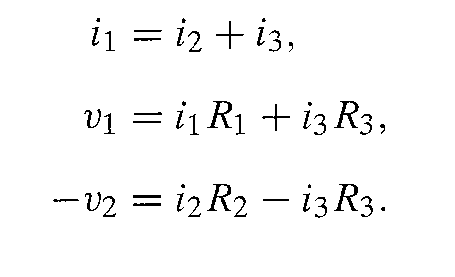 i₁ = i₂ + i₃,
v₁ = i₁R₁ + i₃R₃,
−v₂ = i₂R₂ − i₃R₃.